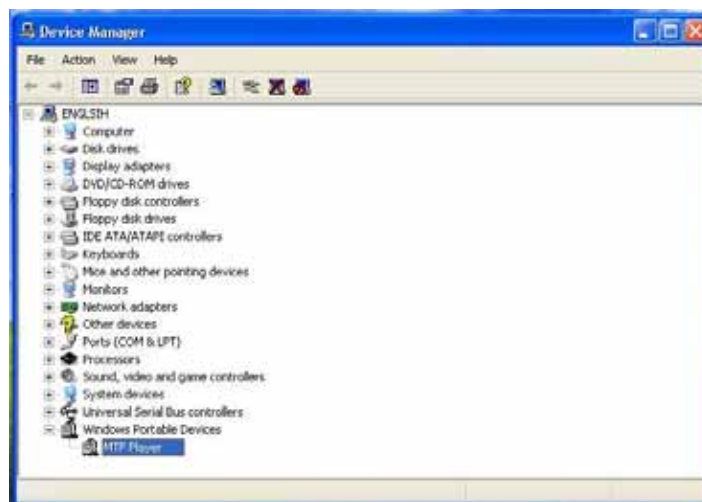 Device Manager
File Action View Help
ENGLSIH
Computer
Disk drives
Display adapters
DVD/CD-ROM drives
Floppy disk controllers
Floppy disk drives
IDE ATA/ATAPI controllers
Keyboards
Mice and other pointing devices
Monitors
Network adapters
Other devices
Ports (COM & LPT)
Processors
Sound, video and game controllers
System devices
Universal Serial Bus controllers
Windows Portable Devices
MTP Player